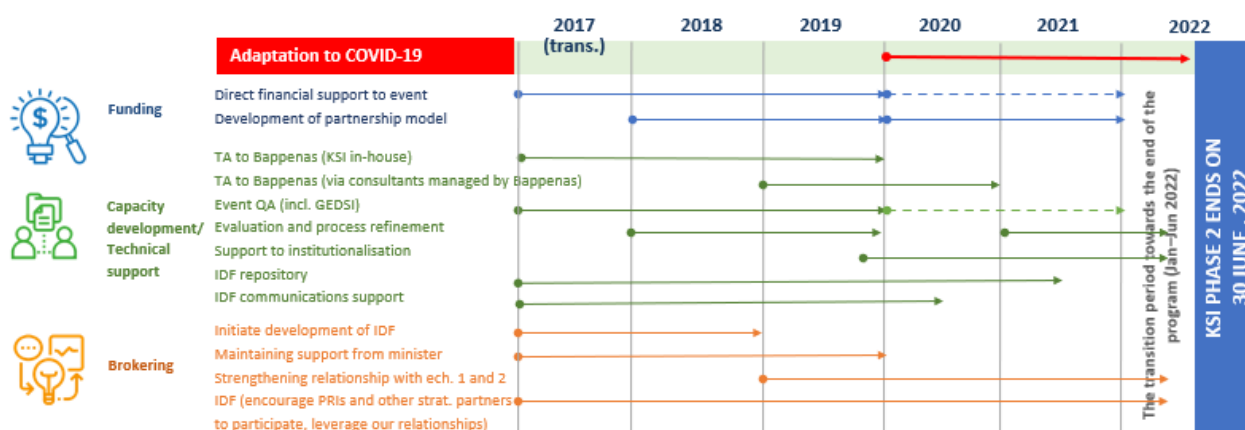 2017
(trans.)
2018
2019
2020
2021
2022
Adaptation to COVID-19
Funding
Direct financial support to event
Development of partnership model
Capacity
development/
Technical
support
TA to Bappenas (KSI in-house)
TA to Bappenas (via consultants managed by Bappenas)
Event QA (incl. GEDSI)
Evaluation and process refinement
Support to institutionalisation
IDF repository
IDF communications support
Brokering
Initiate development of IDF
Maintaining support from minister
Strengthening relationship with ech. 1 and 2
IDF (encourage PRIs and other strat. partners
to participate, leverage our relationships)
The transition period towards the end of the
program (Jan–Jun 2022)
KSI PHASE 2 ENDS ON
30 JUNE , 2022
$